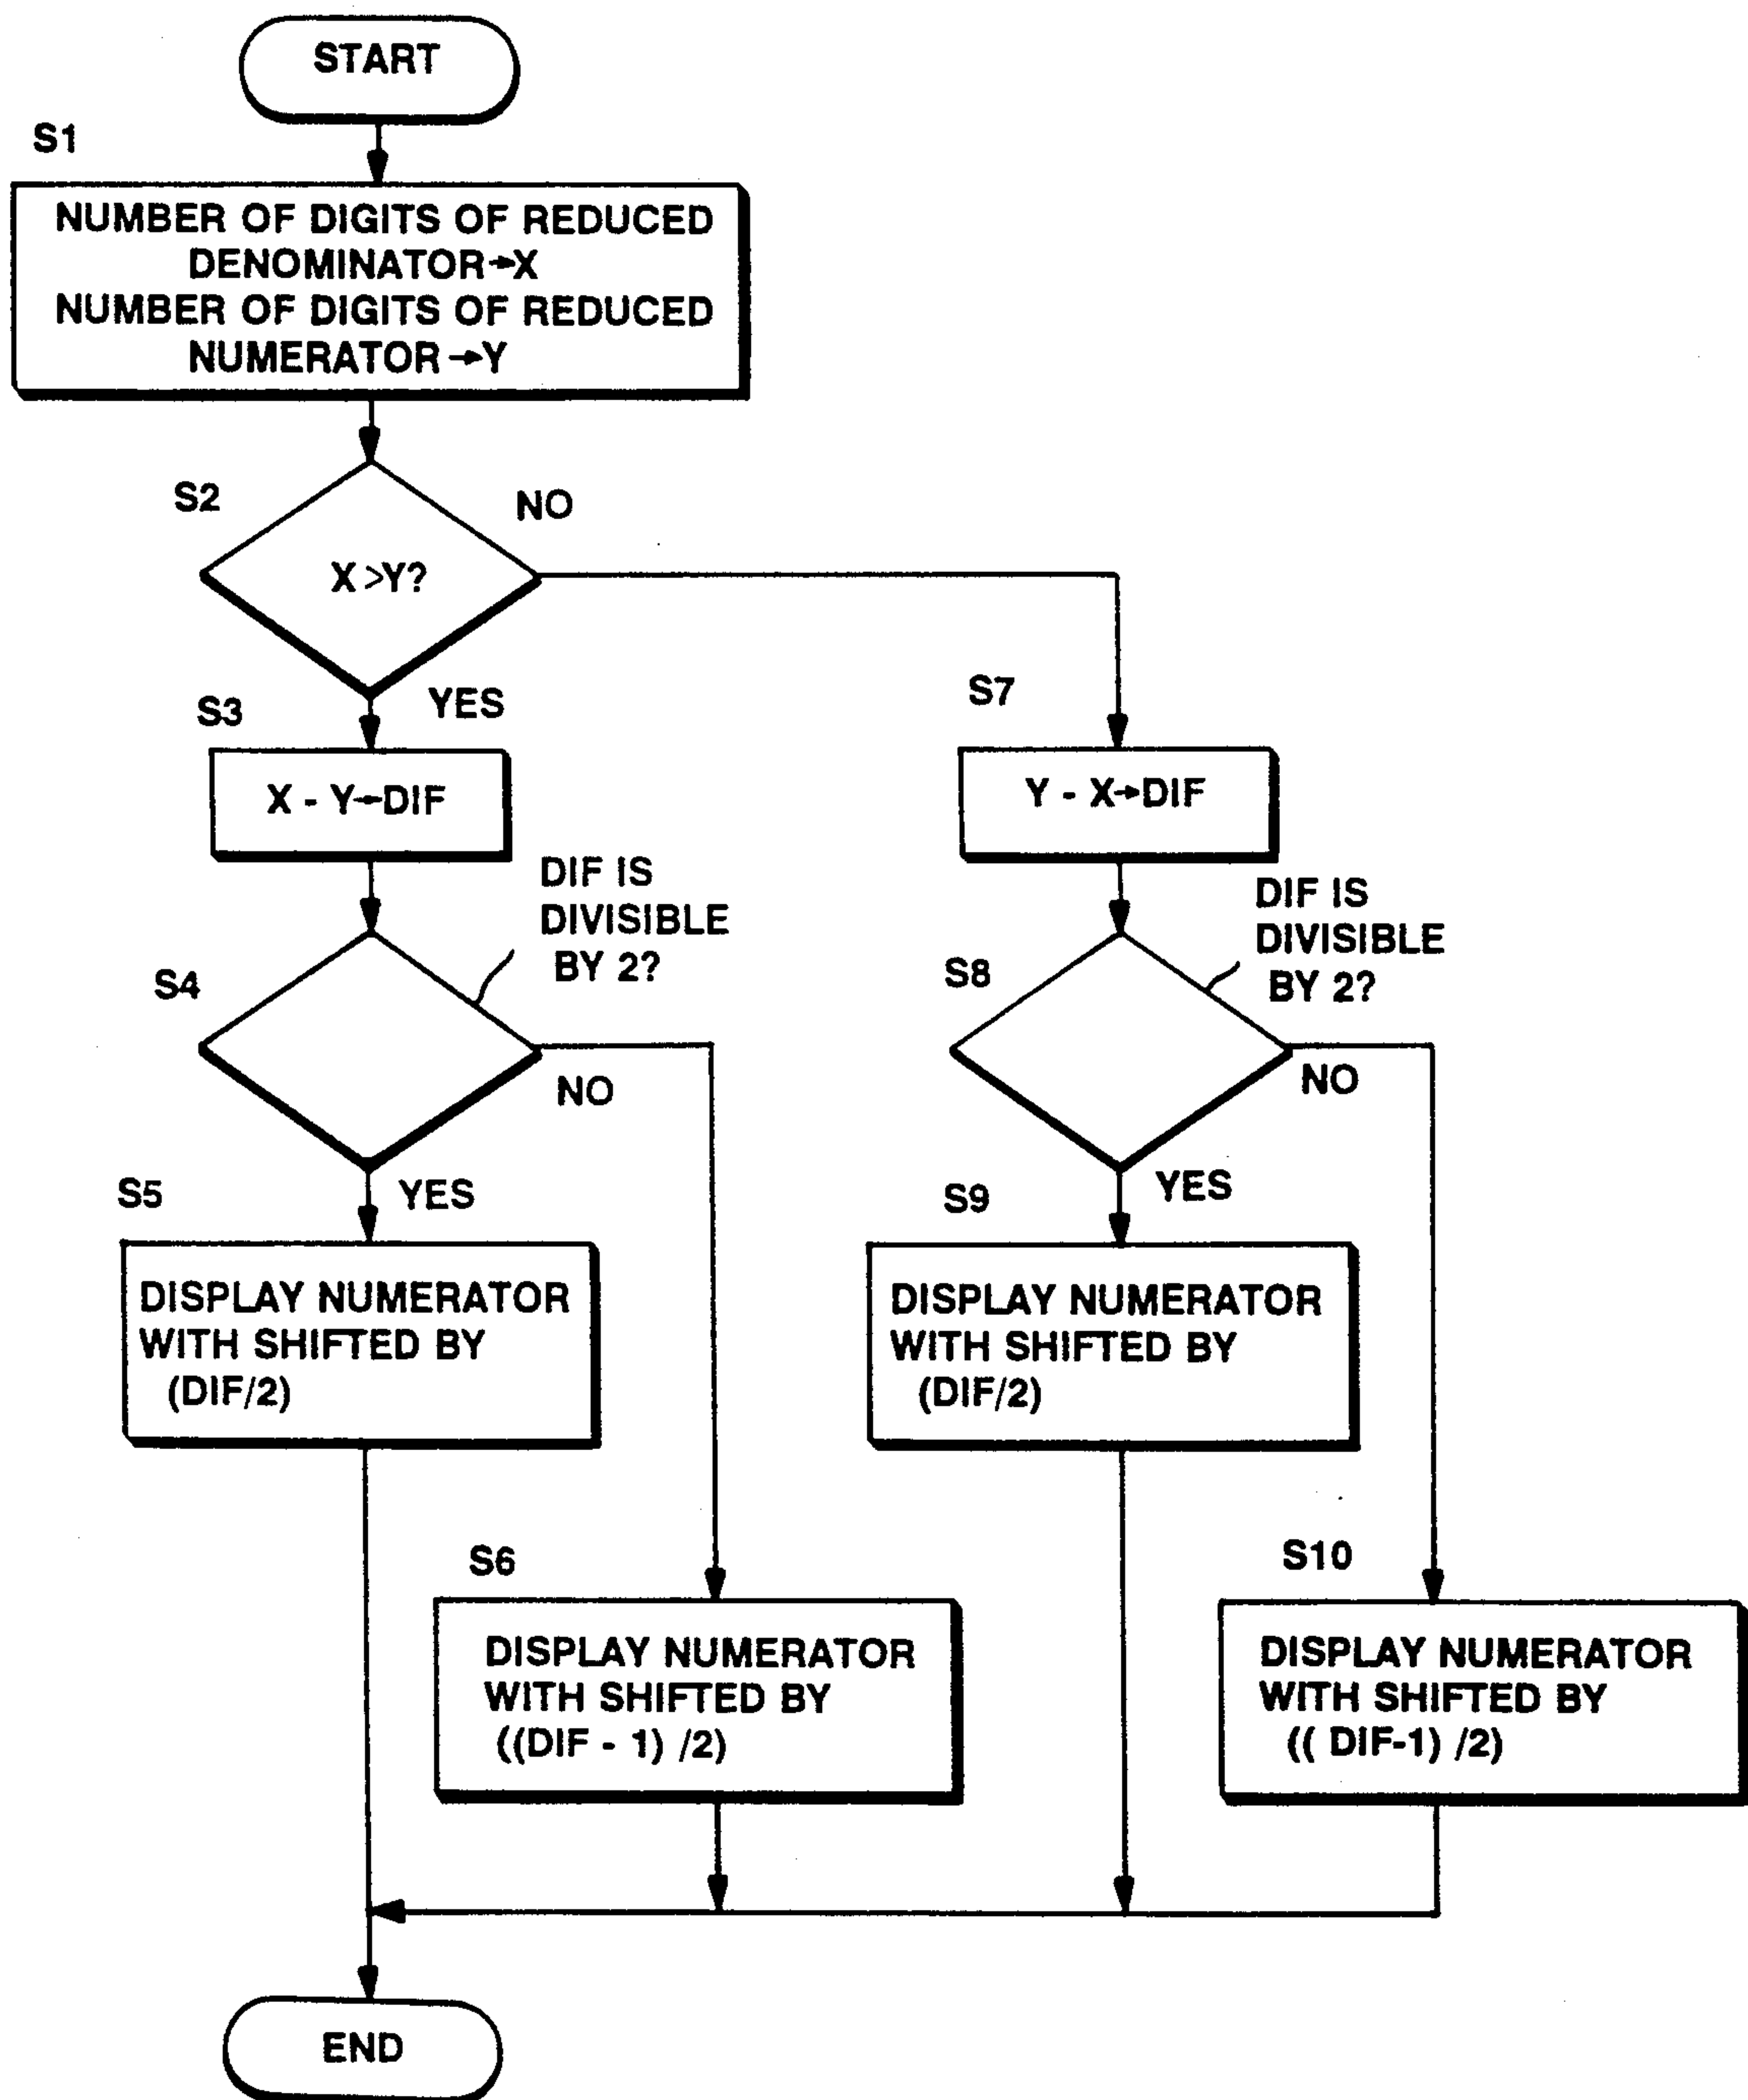 START
S1
NUMBER OF DIGITS OF REDUCED
DENOMINATOR→X
NUMBER OF DIGITS OF REDUCED
NUMERATOR→Y
S2
NO
X >Y?
YES
S3
X - Y←DIF
S7
Y - X→DIF
DIF IS
DIVISIBLE
BY 2?
S4
NO
DIF IS
DIVISIBLE
BY 2?
S8
NO
S5
YES
DISPLAY NUMERATOR
WITH SHIFTED BY
(DIF/2)
S9
YES
DISPLAY NUMERATOR
WITH SHIFTED BY
(DIF/2)
S6
DISPLAY NUMERATOR
WITH SHIFTED BY
((DIF - 1) /2)
S10
DISPLAY NUMERATOR
WITH SHIFTED BY
(( DIF-1) /2)
END